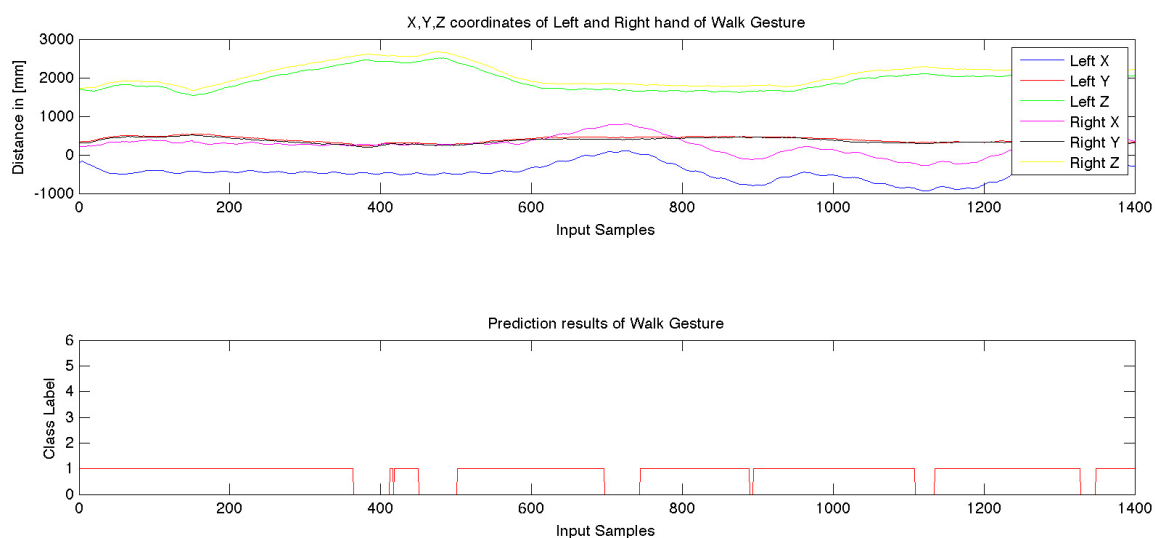 X,Y,Z coordinates of Left and Right hand of Walk Gesture
3000
2000
1000
0
-1000
Distance in [mm]
Left X
Left Y
Left Z
Right X
Right Y
Right Z
0 200 400 600 800 1000 1200 1400
Input Samples
Prediction results of Walk Gesture
6
5
4
3
2
1
0
Class Label
0 200 400 600 800 1000 1200 1400
Input Samples